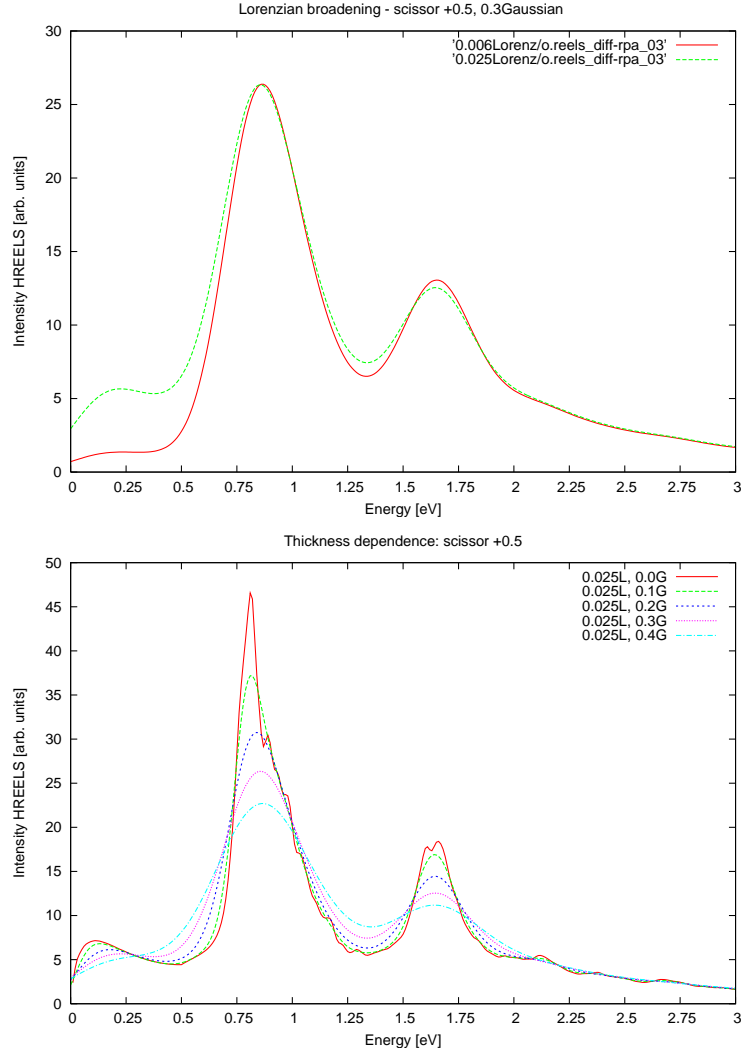 Lorenzian broadening - scissor +0.5, 0.3Gaussian
'0.006Lorenz/o.reels_diff-rpa_03'
'0.025Lorenz/o.reels_diff-rpa_03'
30
25
20
15
10
5
0
Intensity HREELS [arb. units]
0 0.25 0.5 0.75 1 1.25 1.5 1.75 2 2.25 2.5 2.75 3
Energy [eV]
Thickness dependence: scissor +0.5
0.025L, 0.0G
0.025L, 0.1G
0.025L, 0.2G
0.025L, 0.3G
0.025L, 0.4G
50
45
40
35
30
25
20
15
10
5
0
Intensity HREELS [arb. units]
0 0.25 0.5 0.75 1 1.25 1.5 1.75 2 2.25 2.5 2.75 3
Energy [eV]